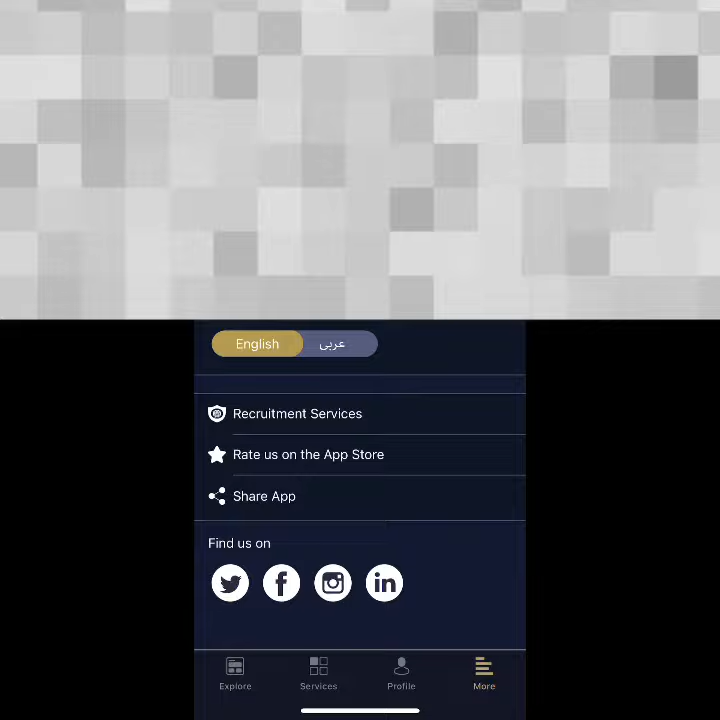 English عربى
Recruitment Services
Rate us on the App Store
Share App
Find us on
Explore Services Profile More